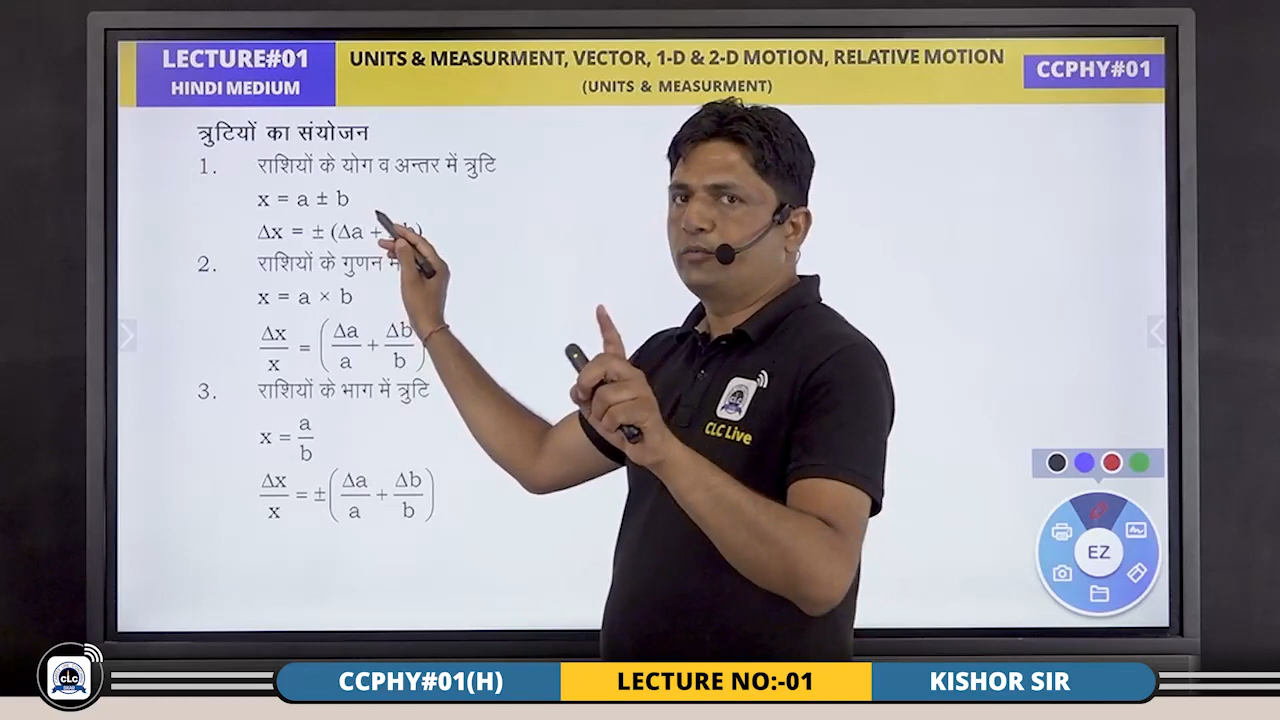 LECTURE#01
HINDI MEDIUM
UNITS & MEASURMENT, VECTOR, 1-D & 2-D MOTION, RELATIVE MOTION
(UNITS & MEASURMENT)
CCPHY#01
त्रुटियों का संयोजन
1. राशियों के योग व अन्तर में त्रुटि
x = a ± b
Δx = ± (Δa + b)
2. राशियों के गुणन
x = a × b
Δx/x = (Δa/a + Δb/b)
3. राशियों के भाग में त्रुटि
x = a/b
Δx/x = ±(Δa/a + Δb/b)
CLC Live
EZ
CLC
CCPHY#01(H)
LECTURE NO:-01
KISHOR SIR